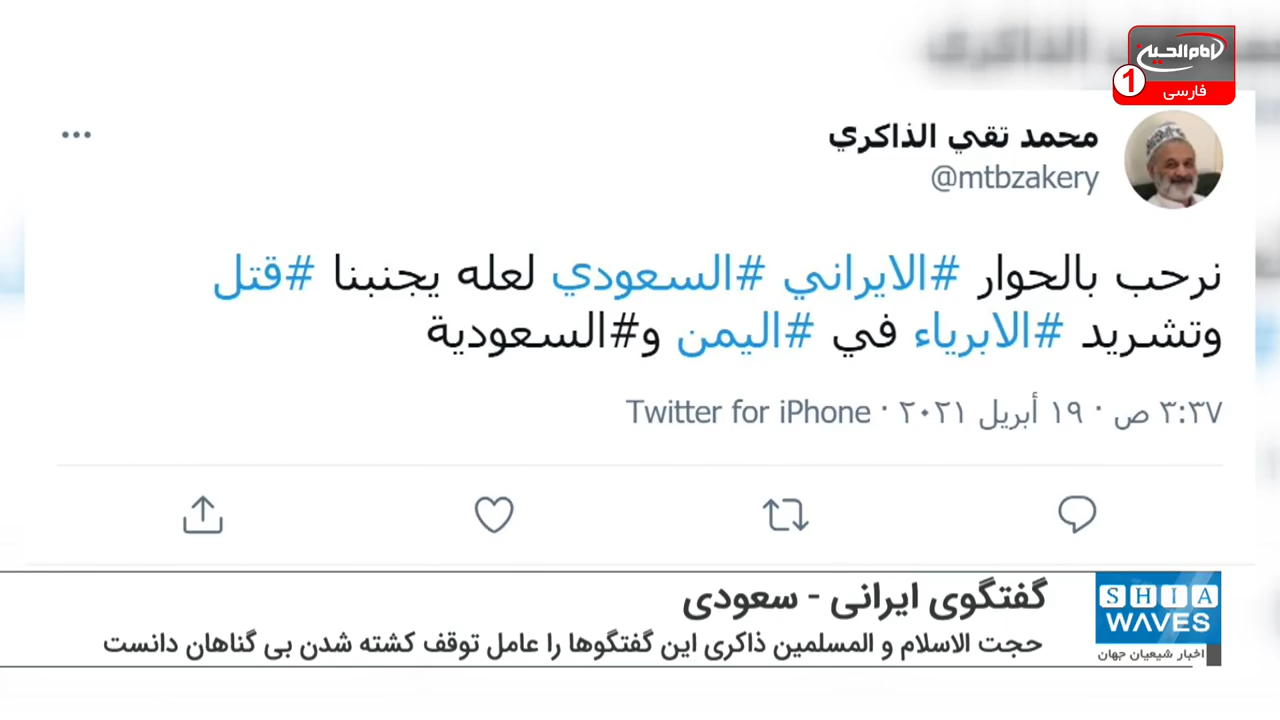 امام الحسین
1
فارسی
محمد تقي الذاكري
@mtbzakery
نرحب بالحوار #الايراني #السعودي لعله يجنبنا #قتل
وتشريد #الابرياء في #اليمن و#السعودية
٣:٣٧ ص · ١٩ أبريل ٢٠٢١ · Twitter for iPhone
گفتگوی ایرانی - سعودی
حجت الاسلام و المسلمین ذاکری این گفتگوها را عامل توقف کشته شدن بی گناهان دانست
SHIA
WAVES
اخبار شیعیان جهان